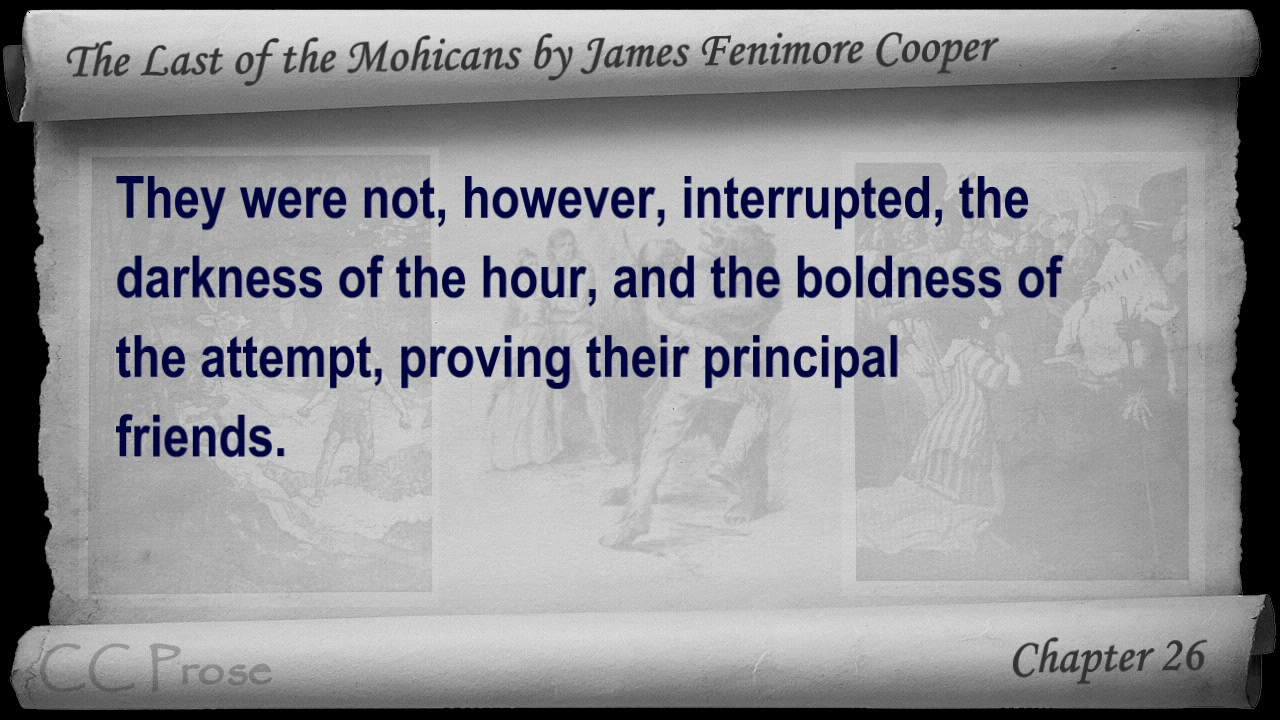 The Last of the Mohicans by James Fenimore Cooper
They were not, however, interrupted, the
darkness of the hour, and the boldness of
the attempt, proving their principal
friends.
CC Prose
Chapter 26